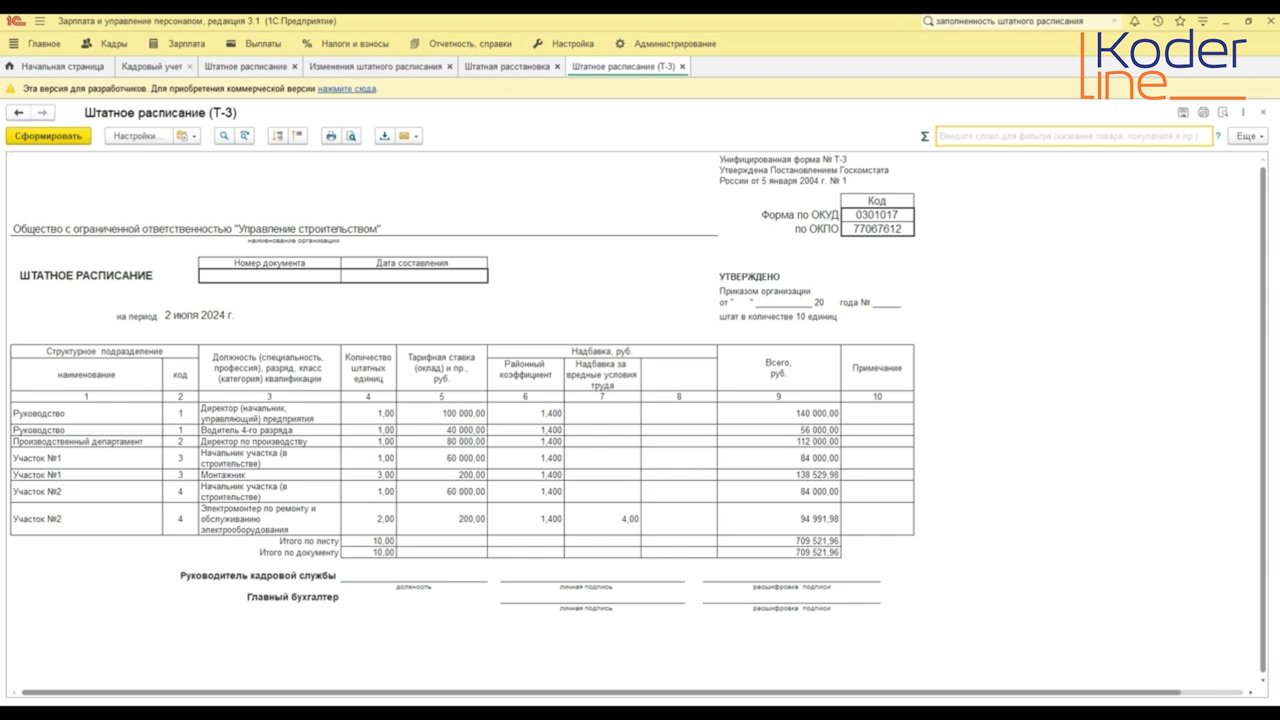 1С Зарплата и управление персоналом, редакция 3.1 (1С:Предприятие) заполненность штатного расписания
Главное Кадры Зарплата Выплаты Налоги и взносы Отчетность, справки Настройка Администрирование
Koder
line
Начальная страница Кадровый учет Штатное расписание Изменения штатного расписания Штатная расстановка Штатное расписание (Т-3)
Эта версия для разработчиков. Для приобретения коммерческой версии нажмите сюда.
Штатное расписание (Т-3)
Сформировать Настройки... Введите слово для фильтра (название товара, покупателя и пр.) ? Еще
Унифицированная форма № Т-3
Утверждена Постановлением Госкомстата
России от 5 января 2004 г. № 1
Код
Форма по ОКУД 0301017
Общество с ограниченной ответственностью "Управление строительством" по ОКПО 77067612
наименование организации
Номер документа Дата составления
ШТАТНОЕ РАСПИСАНИЕ УТВЕРЖДЕНО
Приказом организации
от " " ____________ 20 года № ______
на период 2 июля 2024 г. штат в количестве 10 единиц
Структурное подразделение Должность (специальность, профессия), разряд, класс (категория) квалификации Количество штатных единиц Тарифная ставка (оклад) и пр., руб. Надбавка, руб. Всего, руб. Примечание
наименование код Районный коэффициент Надбавка за вредные условия труда
1 2 3 4 5 6 7 8 9 10
Руководство 1 Директор (начальник, управляющий) предприятия 1,00 100 000,00 1,400 140 000,00
Руководство 1 Водитель 4-го разряда 1,00 40 000,00 1,400 56 000,00
Производственный департамент 2 Директор по производству 1,00 80 000,00 1,400 112 000,00
Участок №1 3 Начальник участка (в строительстве) 1,00 60 000,00 1,400 84 000,00
Участок №1 3 Монтажник 3,00 200,00 1,400 138 529,98
Участок №2 4 Начальник участка (в строительстве) 1,00 60 000,00 1,400 84 000,00
Участок №2 4 Электромонтер по ремонту и обслуживанию электрооборудования 2,00 200,00 1,400 4,00 94 991,98
Итого по листу 10,00 709 521,96
Итого по документу 10,00 709 521,96
Руководитель кадровой службы
должность личная подпись расшифровка подписи
Главный бухгалтер
личная подпись расшифровка подписи